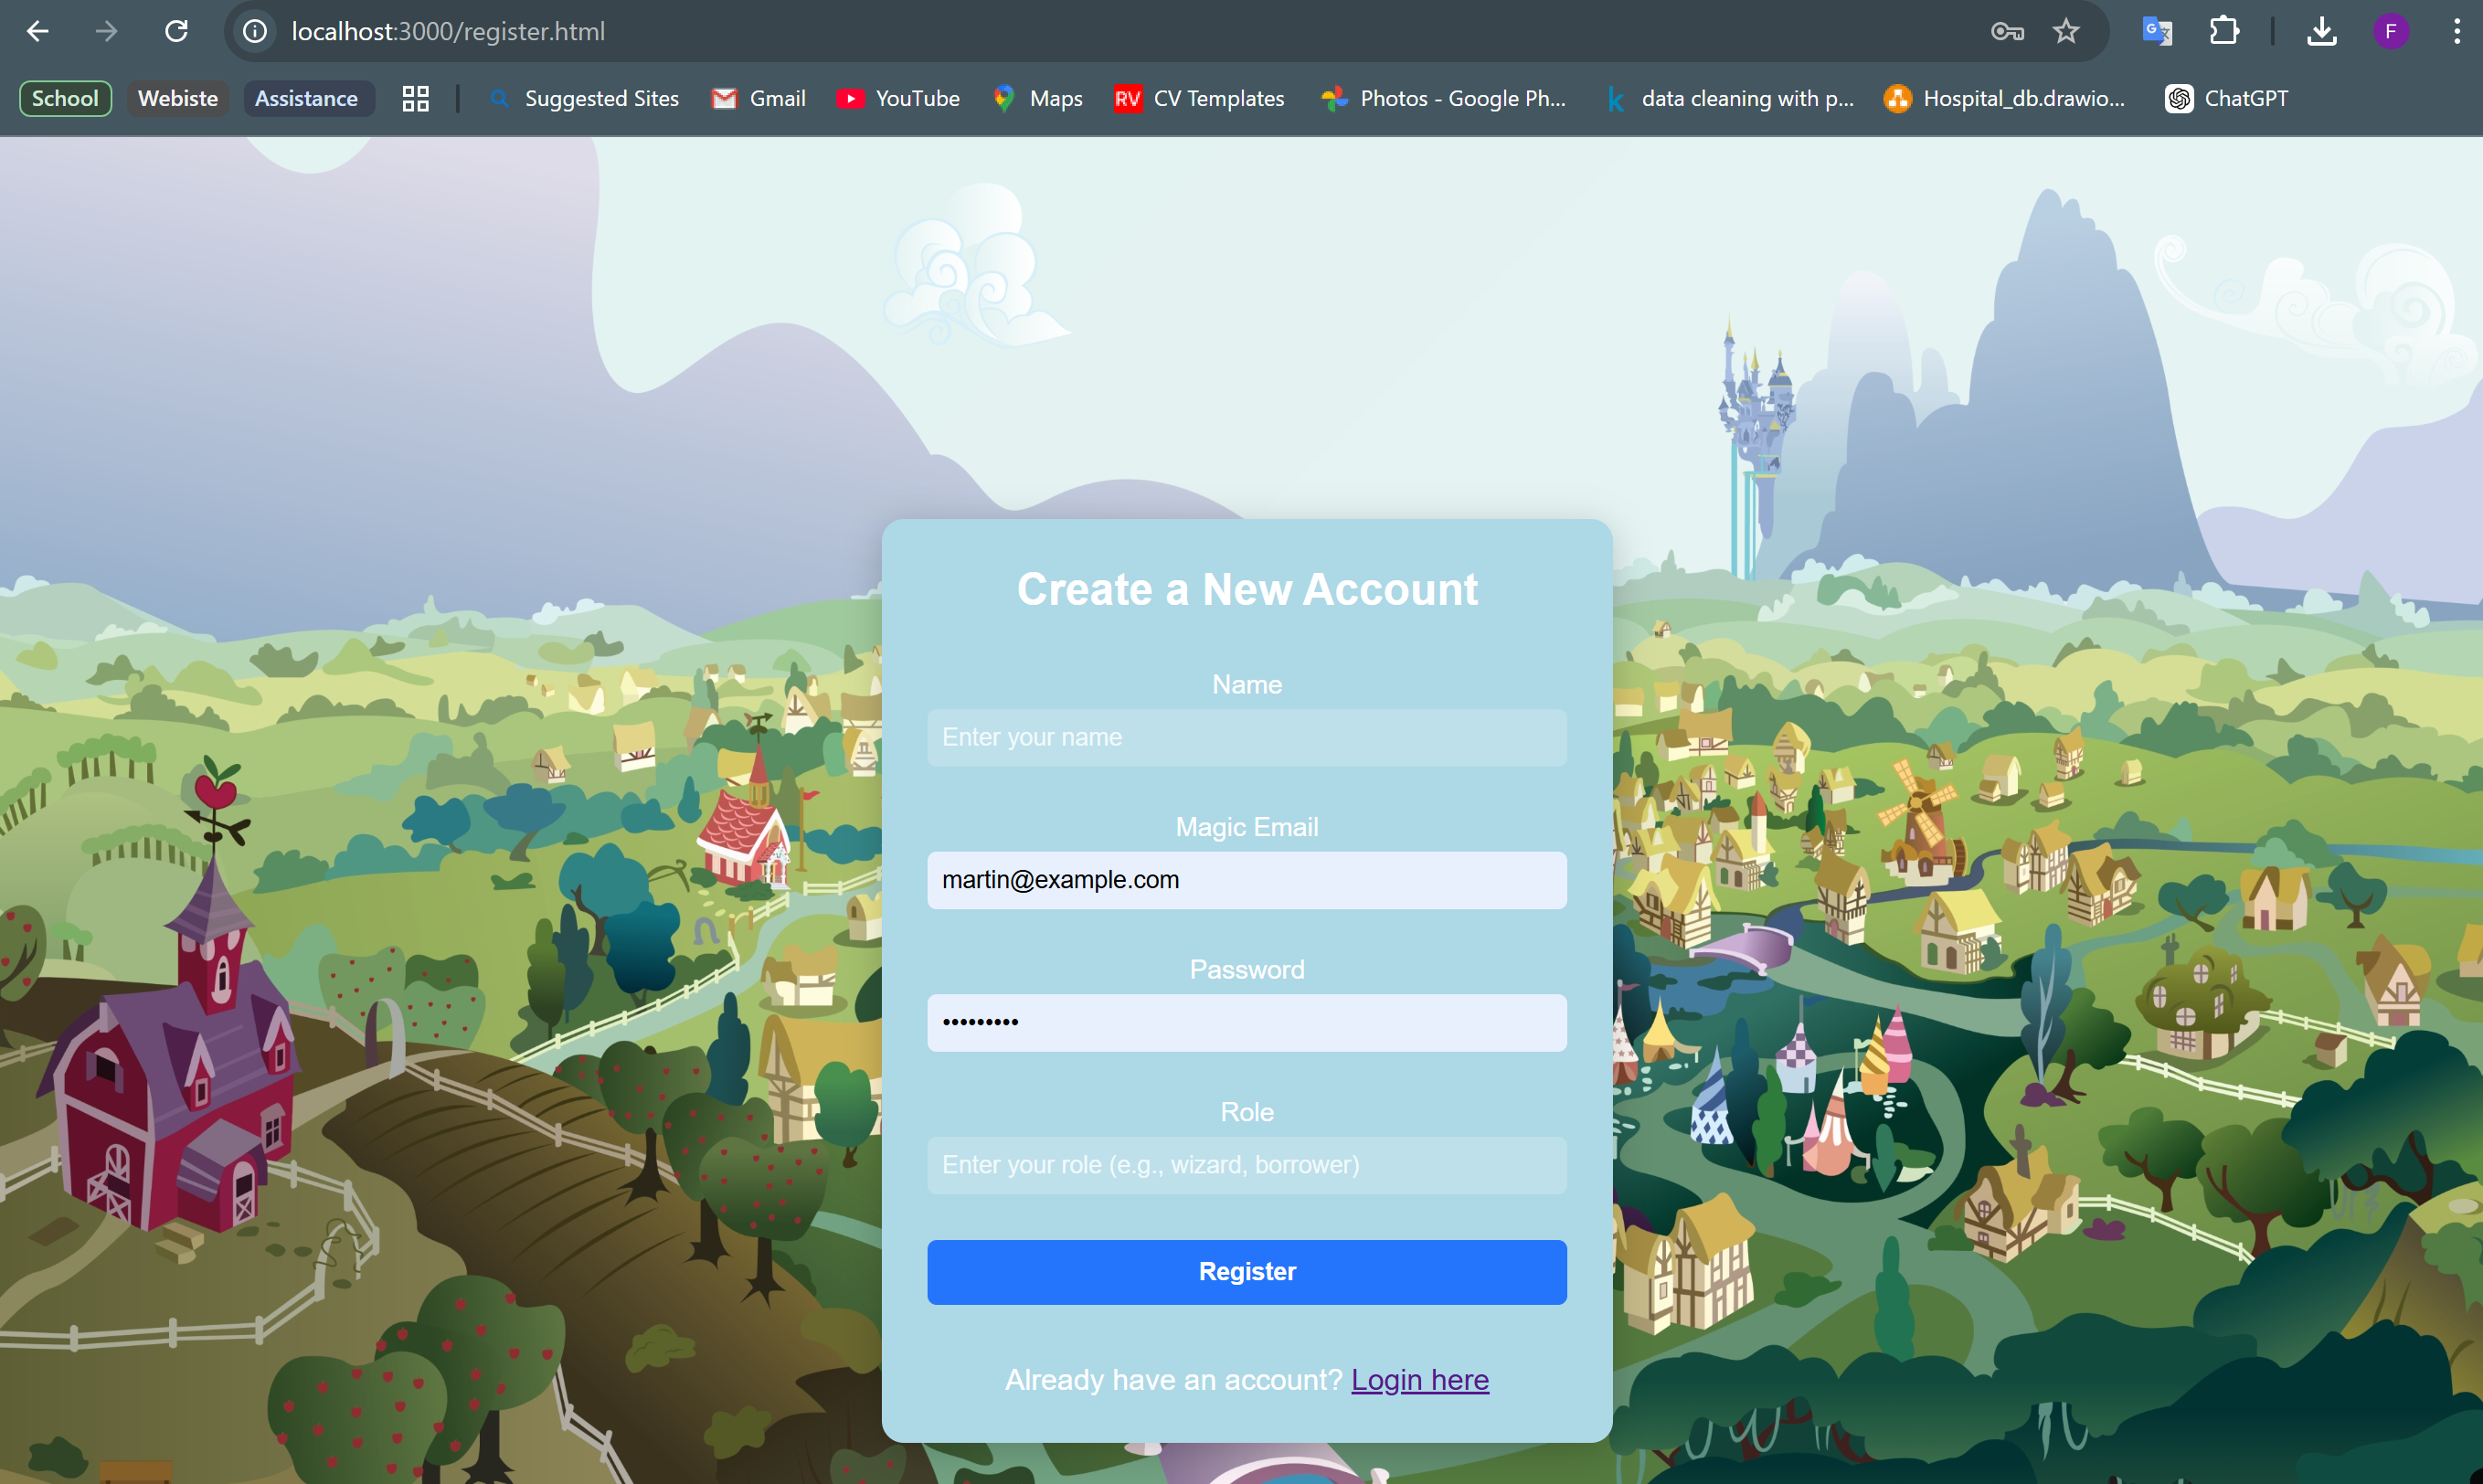 localhost:3000/register.html
F
School Webiste Assistance Suggested Sites Gmail YouTube Maps RV CV Templates Photos - Google Ph... k data cleaning with p... Hospital_db.drawio... ChatGPT
Create a New Account
Name
Enter your name
Magic Email
martin@example.com
Password
•••••••••
Role
Enter your role (e.g., wizard, borrower)
Register
Already have an account? Login here